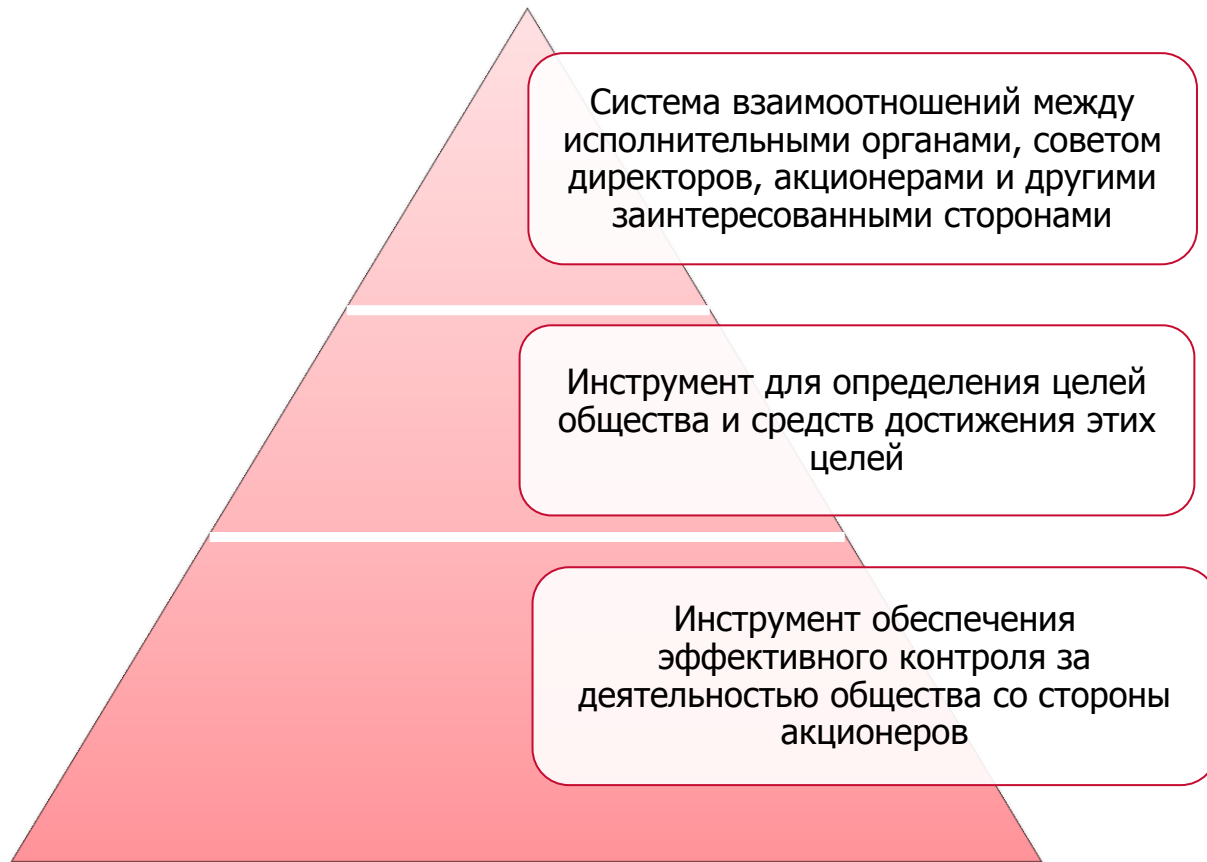 Система взаимоотношений между
исполнительными органами, советом
директоров, акционерами и другими
заинтересованными сторонами
Инструмент для определения целей
общества и средств достижения этих
целей
Инструмент обеспечения
эффективного контроля за
деятельностью общества со стороны
акционеров